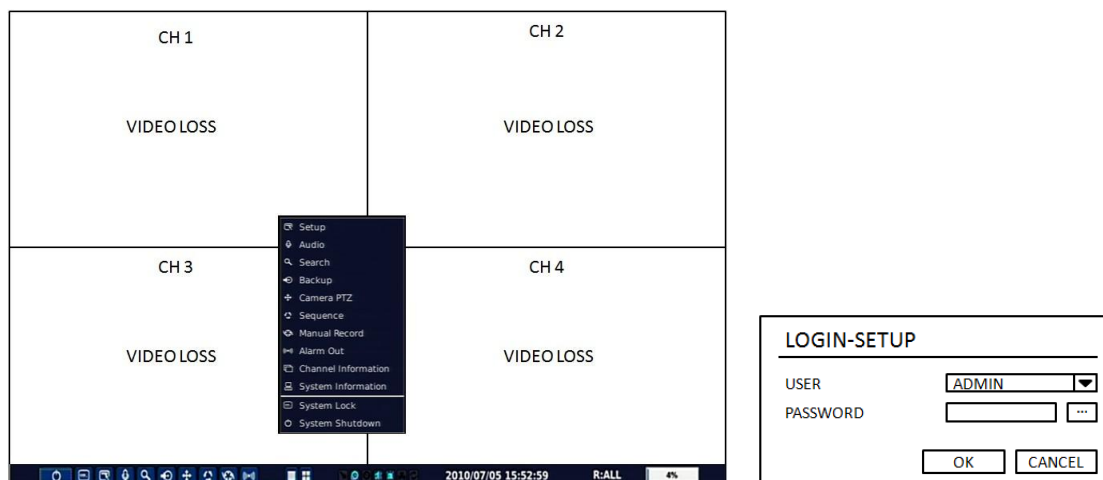 CH 1
CH 2
VIDEO LOSS
VIDEO LOSS
Setup
Audio
Search
Backup
Camera PTZ
Sequence
Manual Record
Alarm Out
Channel Information
System Information
System Lock
System Shutdown
CH 3
CH 4
VIDEO LOSS
VIDEO LOSS
2010/07/05 15:52:59 R:ALL 4%
LOGIN-SETUP
USER ADMIN
PASSWORD ...
OK CANCEL